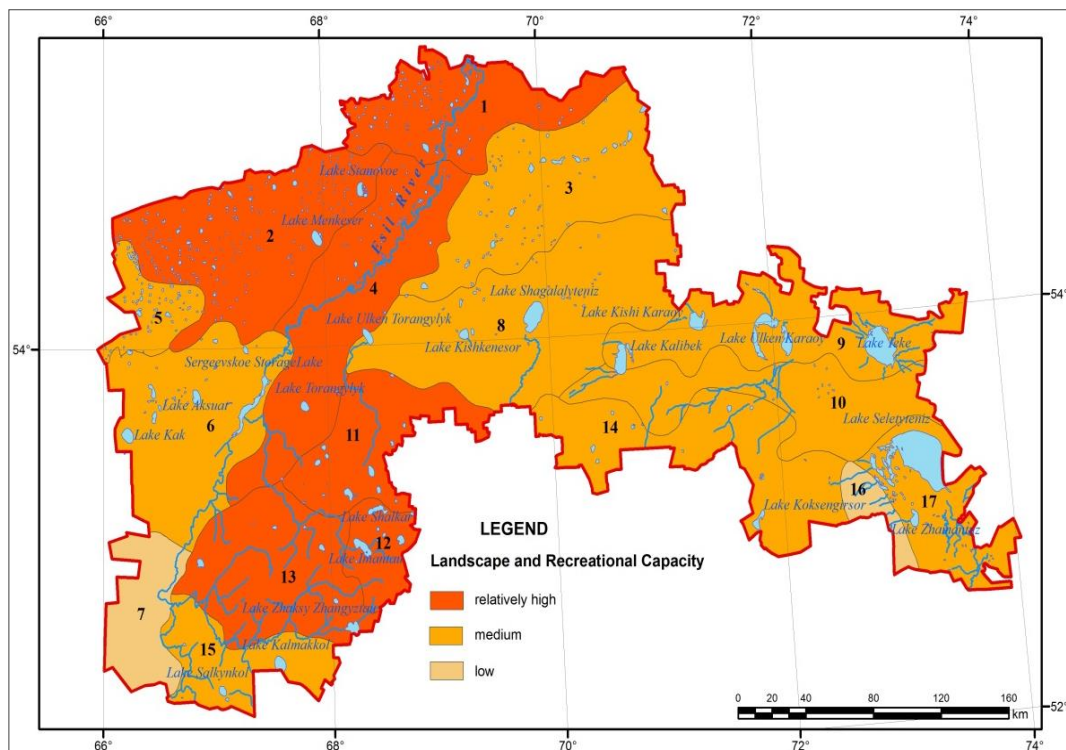 66° 68° 70° 72° 74°
1
Lake Stanovoe
3
Esil River
Lake Menkeser
2
4
Lake Shagalalyteniz
54°
5
Lake Ulken Torangylyk
8
Lake Kishi Karaoy
Lake Kishkenesor
Lake Ulken Karaoy
9
Lake Teke
54°
Lake Kalibek
Sergeevskoe Storage Lake
Lake Torangylyk
Lake Aksuat
6
10
Lake Kak
11
14
Lake Seletyteniz
16
Lake Koksengirsor
17
Lake Shalkar
12
Lake Zhamantuz
Lake Imantau
13
7
Lake Zhaksy Zhangyztau
15
Lake Kalmakkol
Lake Salkynkol
LEGEND
Landscape and Recreational Capacity
relatively high
medium
low
0 20 40 80 120 160
km
52°
66° 68° 70° 72° 74°